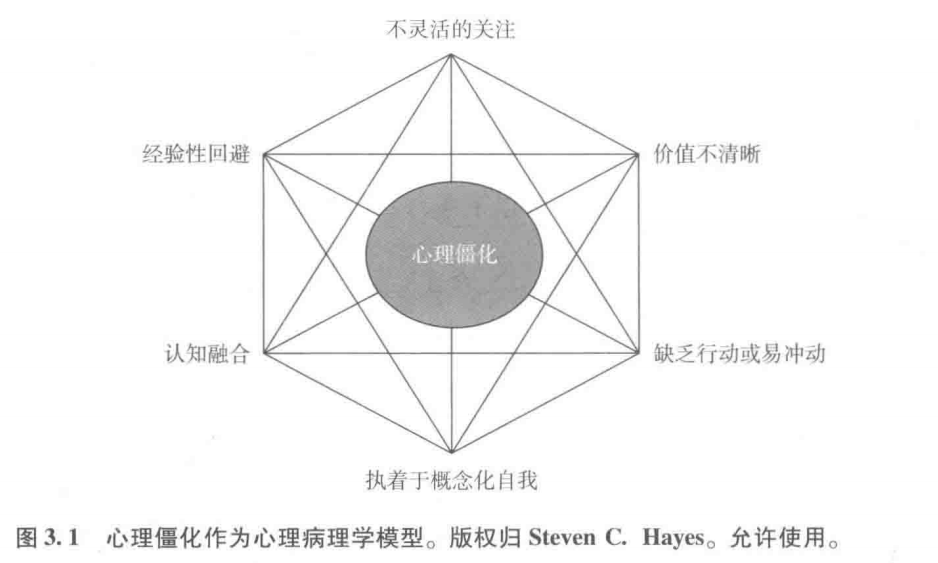 不灵活的关注
经验性回避
价值不清晰
心理僵化
认知融合
缺乏行动或易冲动
执着于概念化自我
图 3.1 心理僵化作为心理病理学模型。版权归 Steven C. Hayes。允许使用。